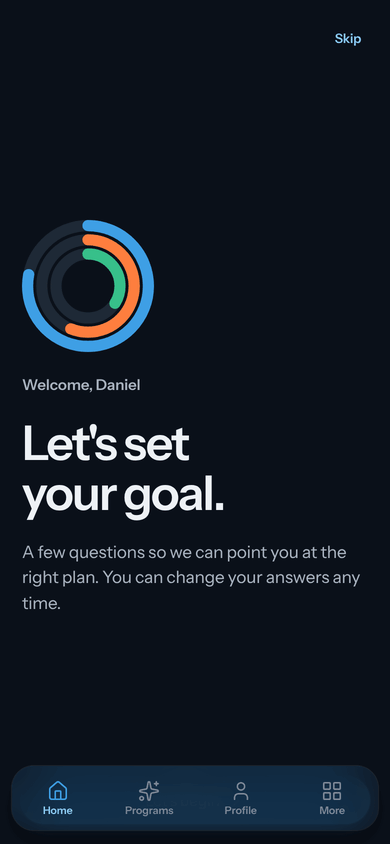 Skip
Welcome, Daniel
Let's set
your goal.
A few questions so we can point you at the
right plan. You can change your answers any
time.
Home
Programs
Profile
More